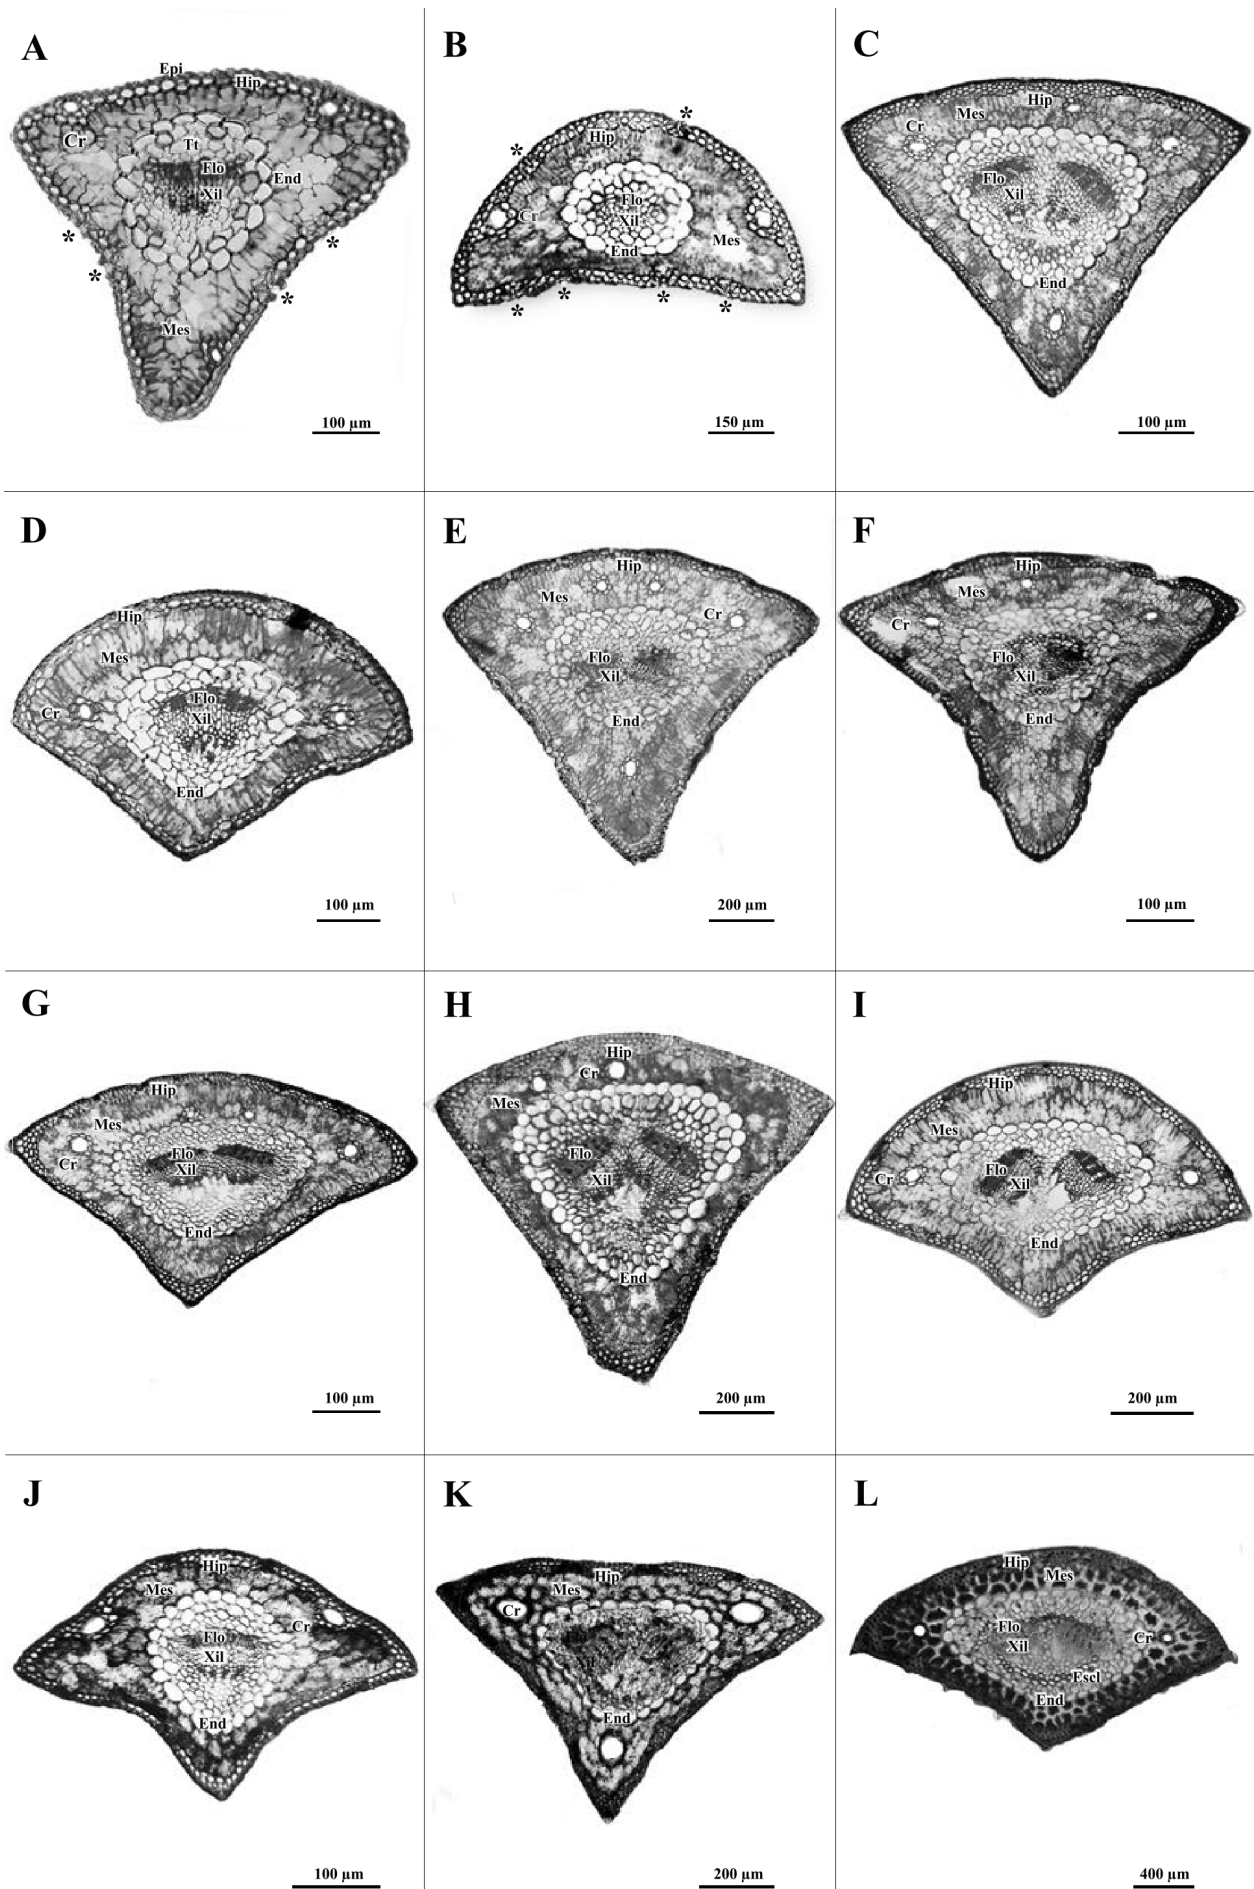 A
Epi
Hip
Cr
Tt
Flo
End
Xil
*
*
*
*
Mes
100 µm
B
*
Hip
*
Flo
Cr
Xil
Mes
End
*
*
*
*
150 µm
C
Hip
Mes
Cr
Flo
Xil
End
100 µm
D
Hip
Mes
Flo
Cr
Xil
End
100 µm
E
Hip
Mes
Cr
Flo
Xil
End
200 µm
F
Hip
Mes
Cr
Flo
Xil
End
100 µm
G
Hip
Mes
Flo
Cr
Xil
End
100 µm
H
Hip
Cr
Mes
Flo
Xil
End
200 µm
I
Hip
Mes
Flo
Cr
Xil
End
200 µm
J
Hip
Mes
Cr
Flo
Xil
End
100 µm
K
Hip
Mes
Cr
Flo
Xil
End
200 µm
L
Hip
Mes
Flo
Cr
Xil
Escl
End
400 µm